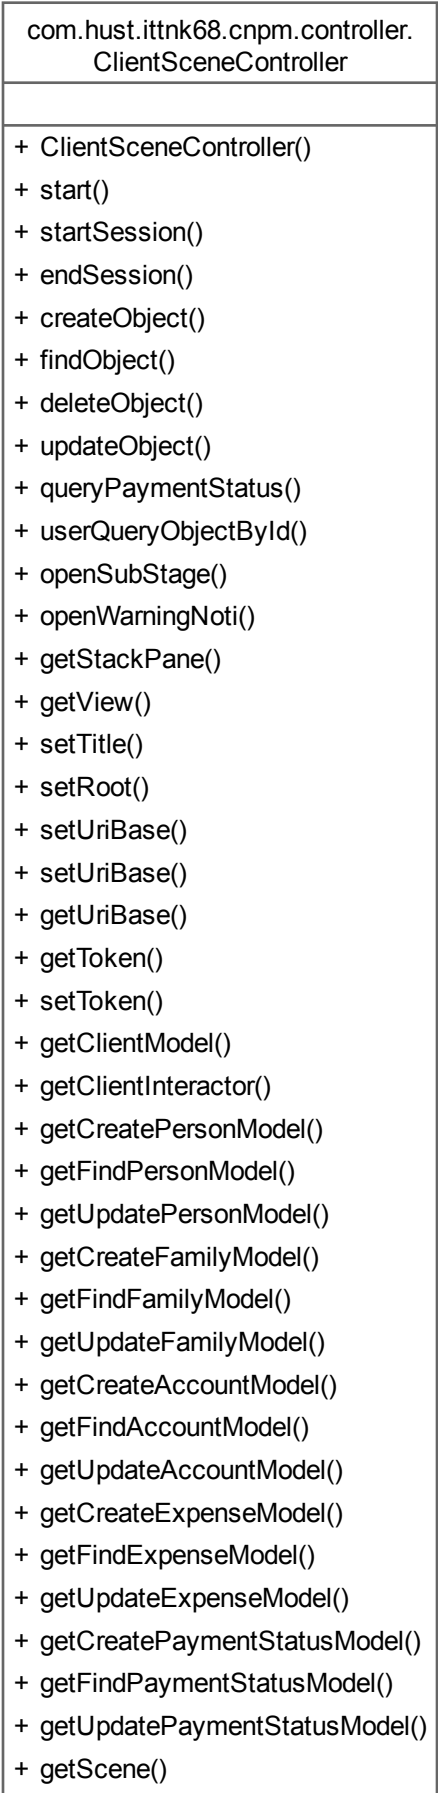 com.hust.ittnk68.cnpm.controller.
ClientSceneController
+ ClientSceneController()
+ start()
+ startSession()
+ endSession()
+ createObject()
+ findObject()
+ deleteObject()
+ updateObject()
+ queryPaymentStatus()
+ userQueryObjectById()
+ openSubStage()
+ openWarningNoti()
+ getStackPane()
+ getView()
+ setTitle()
+ setRoot()
+ setUriBase()
+ setUriBase()
+ getUriBase()
+ getToken()
+ setToken()
+ getClientModel()
+ getClientInteractor()
+ getCreatePersonModel()
+ getFindPersonModel()
+ getUpdatePersonModel()
+ getCreateFamilyModel()
+ getFindFamilyModel()
+ getUpdateFamilyModel()
+ getCreateAccountModel()
+ getFindAccountModel()
+ getUpdateAccountModel()
+ getCreateExpenseModel()
+ getFindExpenseModel()
+ getUpdateExpenseModel()
+ getCreatePaymentStatusModel()
+ getFindPaymentStatusModel()
+ getUpdatePaymentStatusModel()
+ getScene()